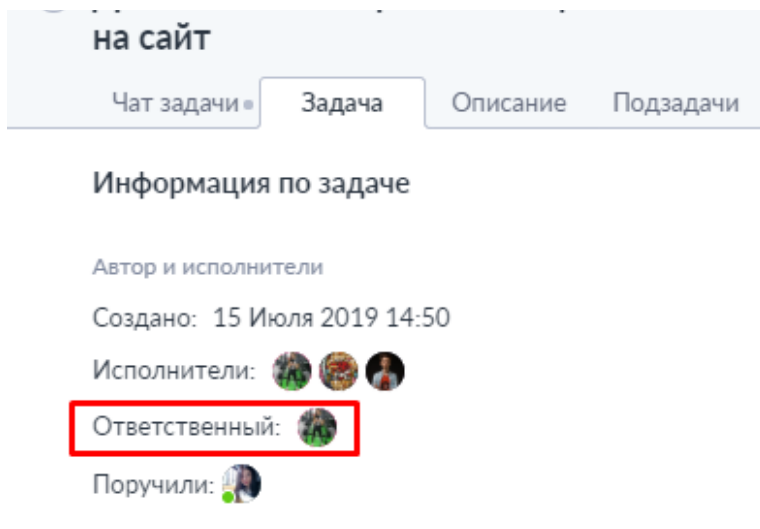 на сайт
Чат задачи Задача Описание Подзадачи
Информация по задаче
Автор и исполнители
Создано: 15 Июля 2019 14:50
Исполнители:
Ответственный:
Поручили: